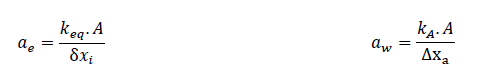 a_e = k_eq.A / δx_i
a_w = k_A.A / Δx_a